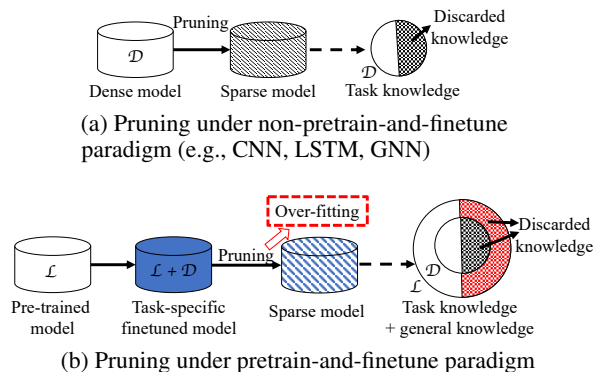 Pruning
Discarded
knowledge
𝒟
𝒟
Dense model
Sparse model
Task knowledge
(a) Pruning under non-pretrain-and-finetune
paradigm (e.g., CNN, LSTM, GNN)
Over-fitting
Pruning
Discarded
knowledge
ℒ
ℒ + 𝒟
𝒟
ℒ
Pre-trained
model
Task-specific
finetuned model
Sparse model
Task knowledge
+ general knowledge
(b) Pruning under pretrain-and-finetune paradigm